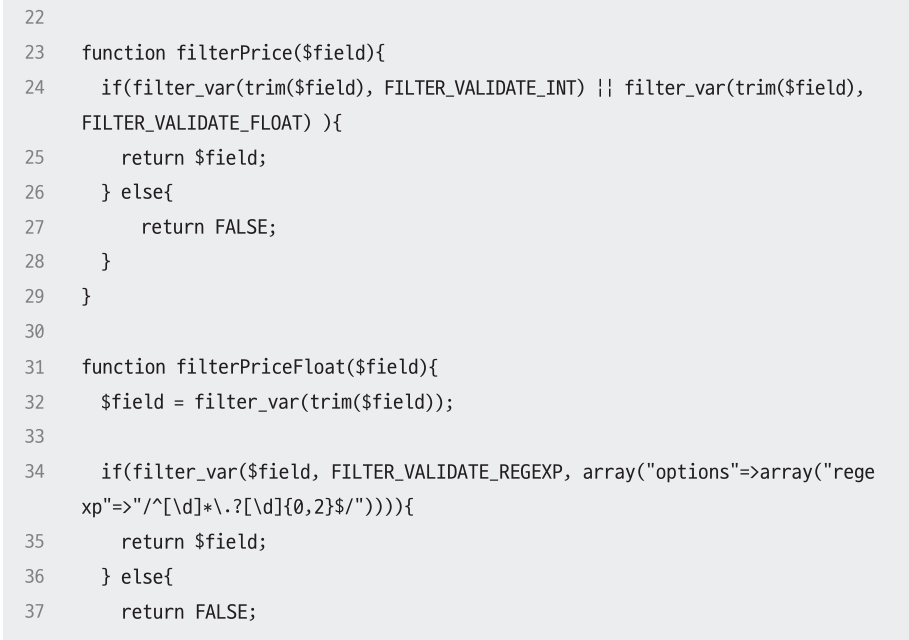 22
23 function filterPrice($field){
24 if(filter_var(trim($field), FILTER_VALIDATE_INT) || filter_var(trim($field),
FILTER_VALIDATE_FLOAT) ){
25 return $field;
26 } else{
27 return FALSE;
28 }
29 }
30
31 function filterPriceFloat($field){
32 $field = filter_var(trim($field));
33
34 if(filter_var($field, FILTER_VALIDATE_REGEXP, array("options"=>array("rege
xp"=>"/^[\d]*\.?[\d]{0,2}$/")))){
35 return $field;
36 } else{
37 return FALSE;